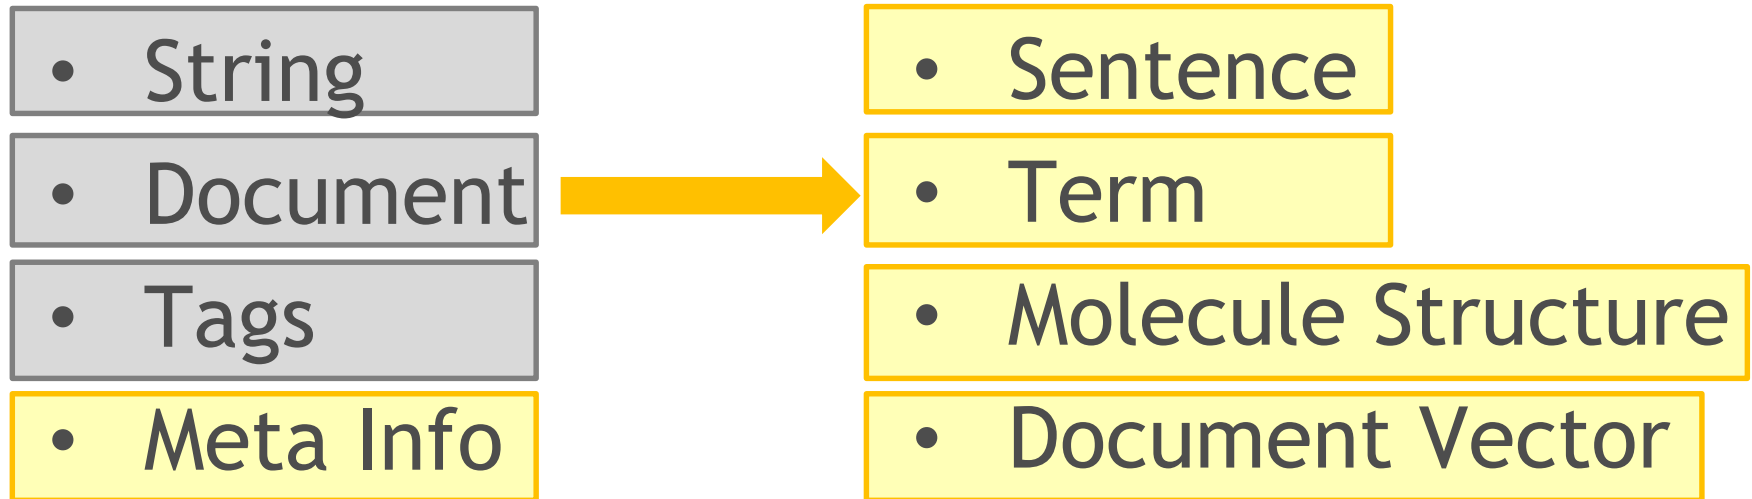 • String
• Document
• Tags
• Meta Info
• Sentence
• Term
• Molecule Structure
• Document Vector